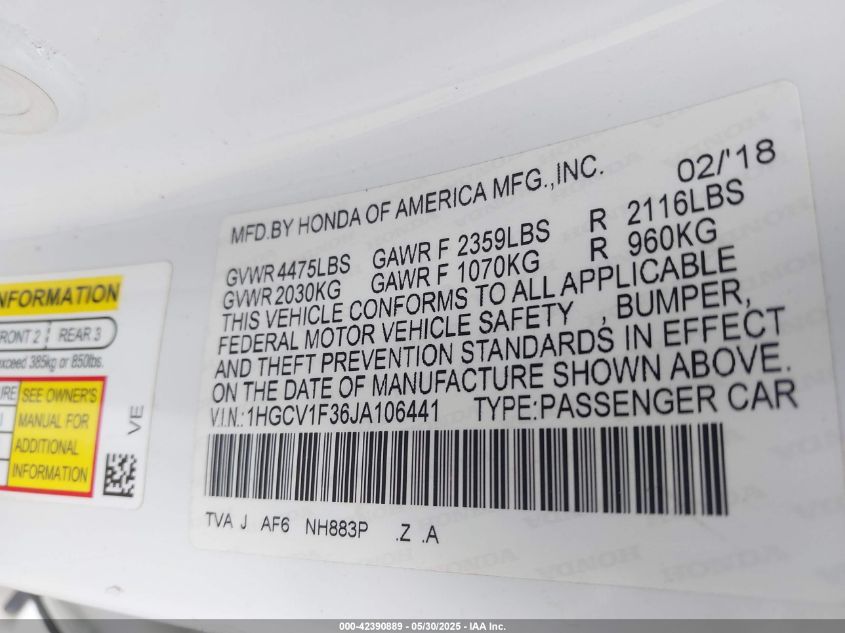 MFD.BY HONDA OF AMERICA MFG.,INC. 02/'18
GVWR 4475LBS GAWR F 2359LBS R 2116LBS
GVWR 2030KG GAWR F 1070KG R 960KG
THIS VEHICLE CONFORMS TO ALL APPLICABLE
FEDERAL MOTOR VEHICLE SAFETY , BUMPER,
AND THEFT PREVENTION STANDARDS IN EFFECT
ON THE DATE OF MANUFACTURE SHOWN ABOVE.
V.I.N.:1HGCV1F36JA106441 TYPE:PASSENGER CAR
TVA J AF6 NH883P .Z .A
NFORMATION
RONT 2 REAR 3
exceed 385kg or 850lbs.
SEE OWNER'S
MANUAL FOR
ADDITIONAL
INFORMATION
VE
000-42390889 - 05/30/2025 - IAA Inc.